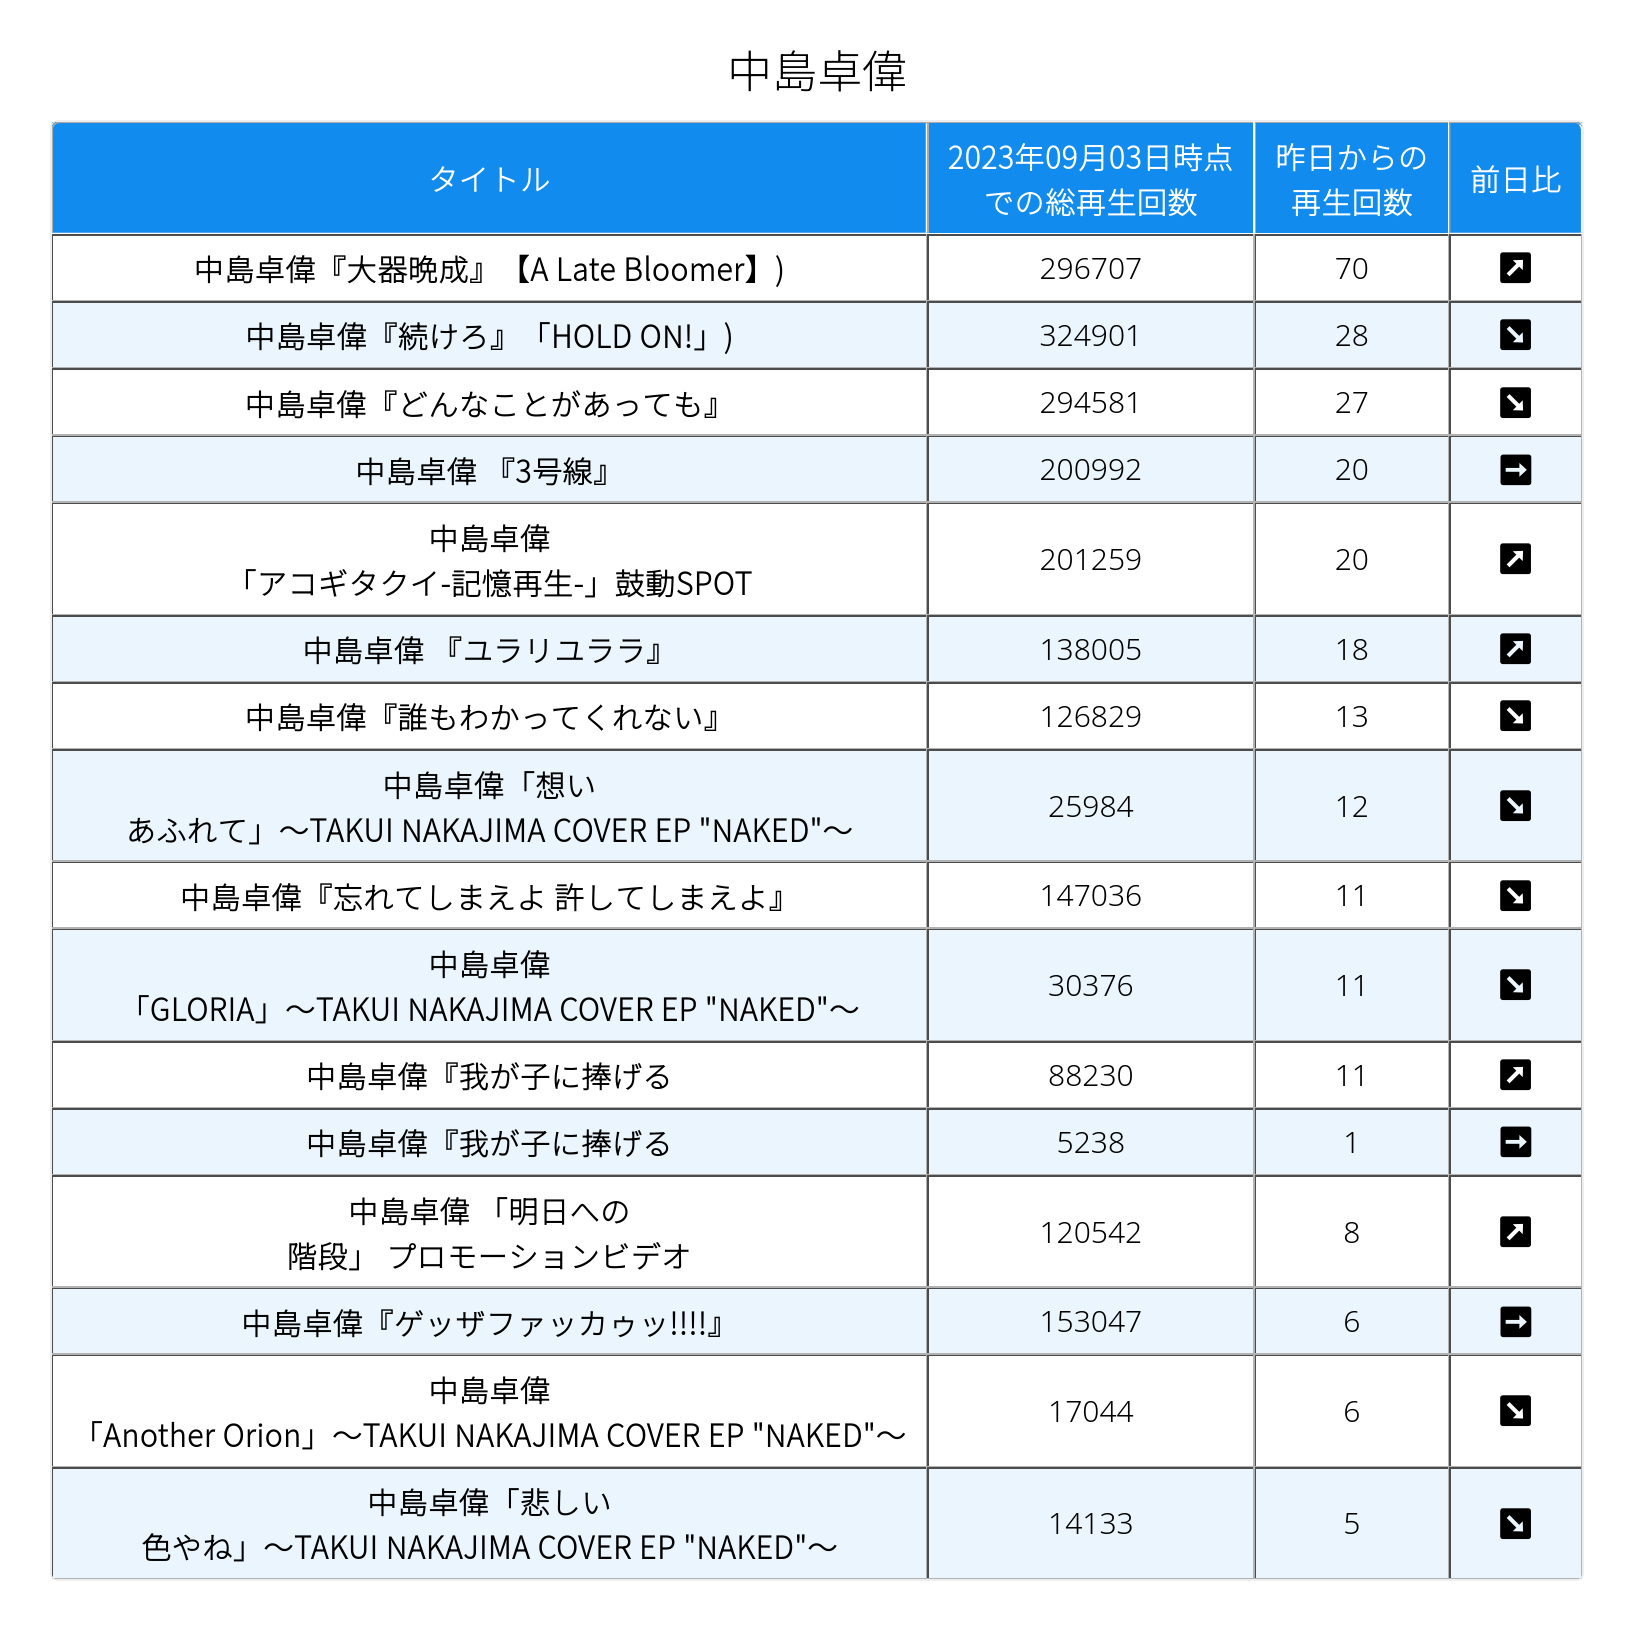 中島卓偉
タイトル
2023年09月03日時点
での総再生回数
昨日からの
再生回数
前日比
中島卓偉『大器晩成』【A Late Bloomer】)
296707
70
中島卓偉『続けろ』「HOLD ON!」)
324901
28
中島卓偉『どんなことがあっても』
294581
27
中島卓偉 『3号線』
200992
20
中島卓偉
「アコギタクイ-記憶再生-」鼓動SPOT
201259
20
中島卓偉 『ユラリユララ』
138005
18
中島卓偉『誰もわかってくれない』
126829
13
中島卓偉「想い
あふれて」～TAKUI NAKAJIMA COVER EP "NAKED"～
25984
12
中島卓偉『忘れてしまえよ 許してしまえよ』
147036
11
中島卓偉
「GLORIA」～TAKUI NAKAJIMA COVER EP "NAKED"～
30376
11
中島卓偉『我が子に捧げる
88230
11
中島卓偉『我が子に捧げる
5238
1
中島卓偉 「明日への
階段」 プロモーションビデオ
120542
8
中島卓偉『ゲッザファッカゥッ!!!!』
153047
6
中島卓偉
「Another Orion」～TAKUI NAKAJIMA COVER EP "NAKED"～
17044
6
中島卓偉「悲しい
色やね」～TAKUI NAKAJIMA COVER EP "NAKED"～
14133
5